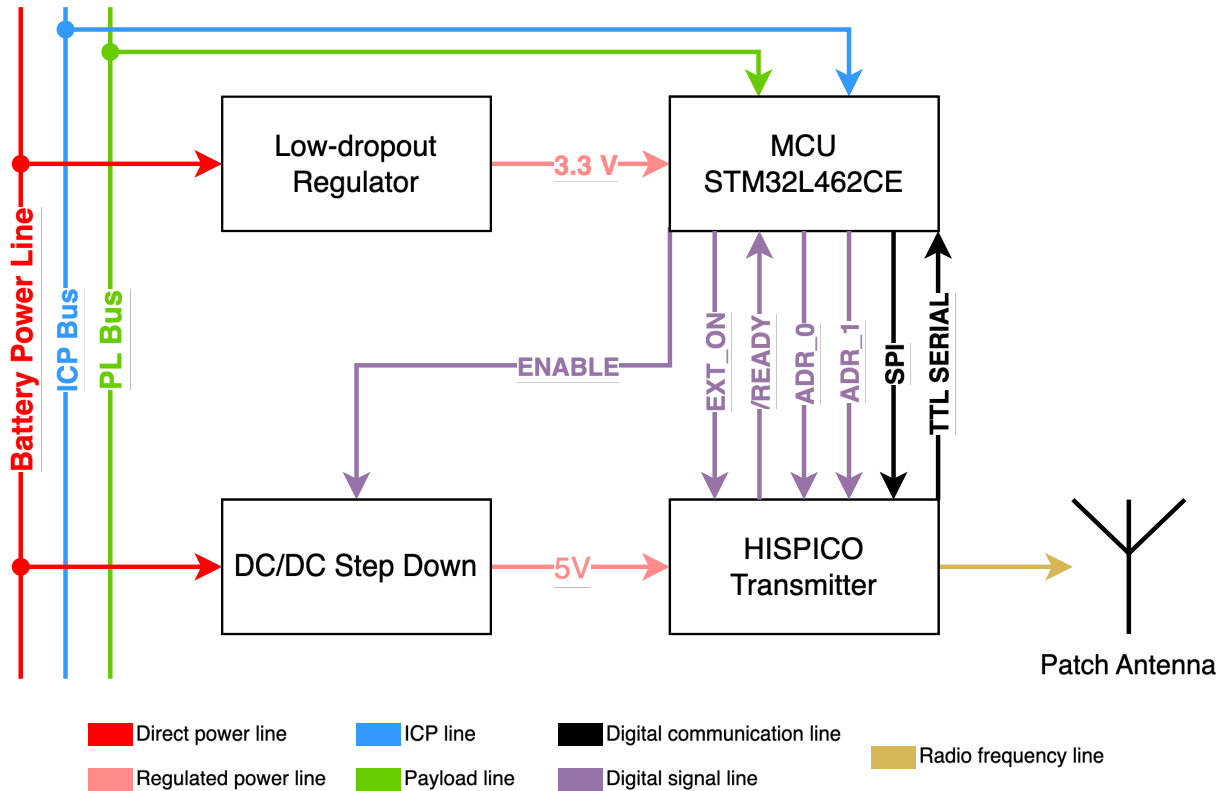 Low-dropout
Regulator
3.3 V
MCU
STM32L462CE
Battery Power Line
ICP Bus
PL Bus
ENABLE
EXT_ON
/READY
ADR_0
ADR_1
SPI
TTL SERIAL
DC/DC Step Down
5V
HISPICO
Transmitter
Patch Antenna
Direct power line
ICP line
Digital communication line
Radio frequency line
Regulated power line
Payload line
Digital signal line